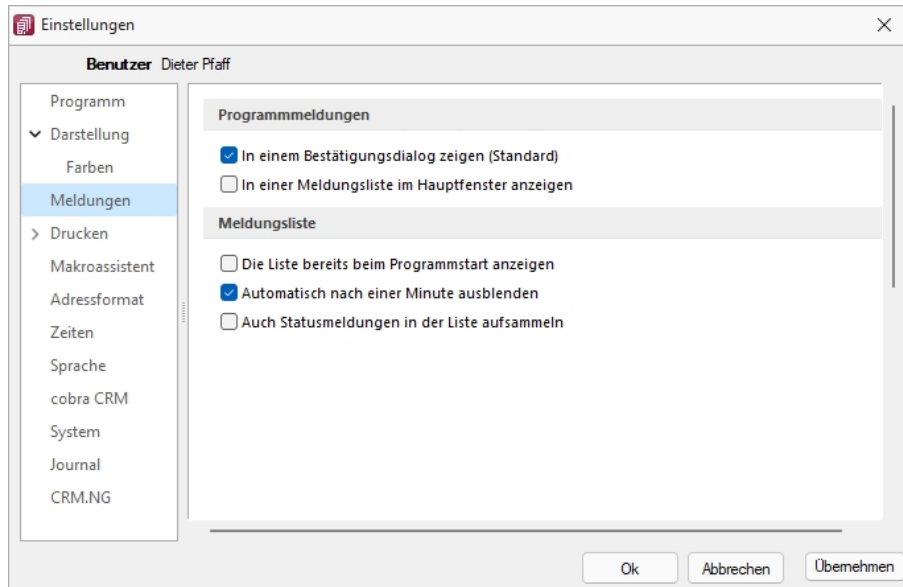 Einstellungen
Benutzer Dieter Pfaff
Programm
Darstellung
Farben
Meldungen
Drucken
Makroassistent
Adressformat
Zeiten
Sprache
cobra CRM
System
Journal
CRM.NG
Programmmeldungen
In einem Bestätigungsdialog zeigen (Standard)
In einer Meldungsliste im Hauptfenster anzeigen
Meldungsliste
Die Liste bereits beim Programmstart anzeigen
Automatisch nach einer Minute ausblenden
Auch Statusmeldungen in der Liste aufsammeln
Ok Abbrechen Übernehmen